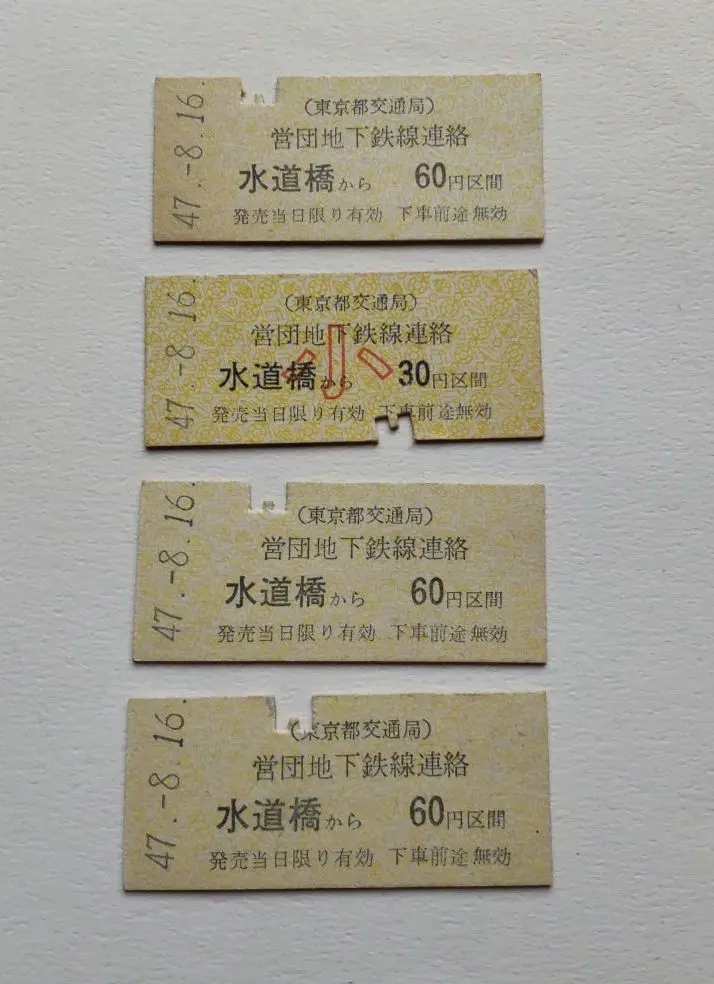 47.-8.16.
(東京都交通局)
営団地下鉄線連絡
水道橋から 60円区間
発売当日限り有効 下車前途無効
47.-8.16.
(東京都交通局)
営団地下鉄線連絡
小
水道橋から 30円区間
発売当日限り有効 下車前途無効
47.-8.16.
(東京都交通局)
営団地下鉄線連絡
水道橋から 60円区間
発売当日限り有効 下車前途無効
47.-8.16.
(東京都交通局)
営団地下鉄線連絡
水道橋から 60円区間
発売当日限り有効 下車前途無効